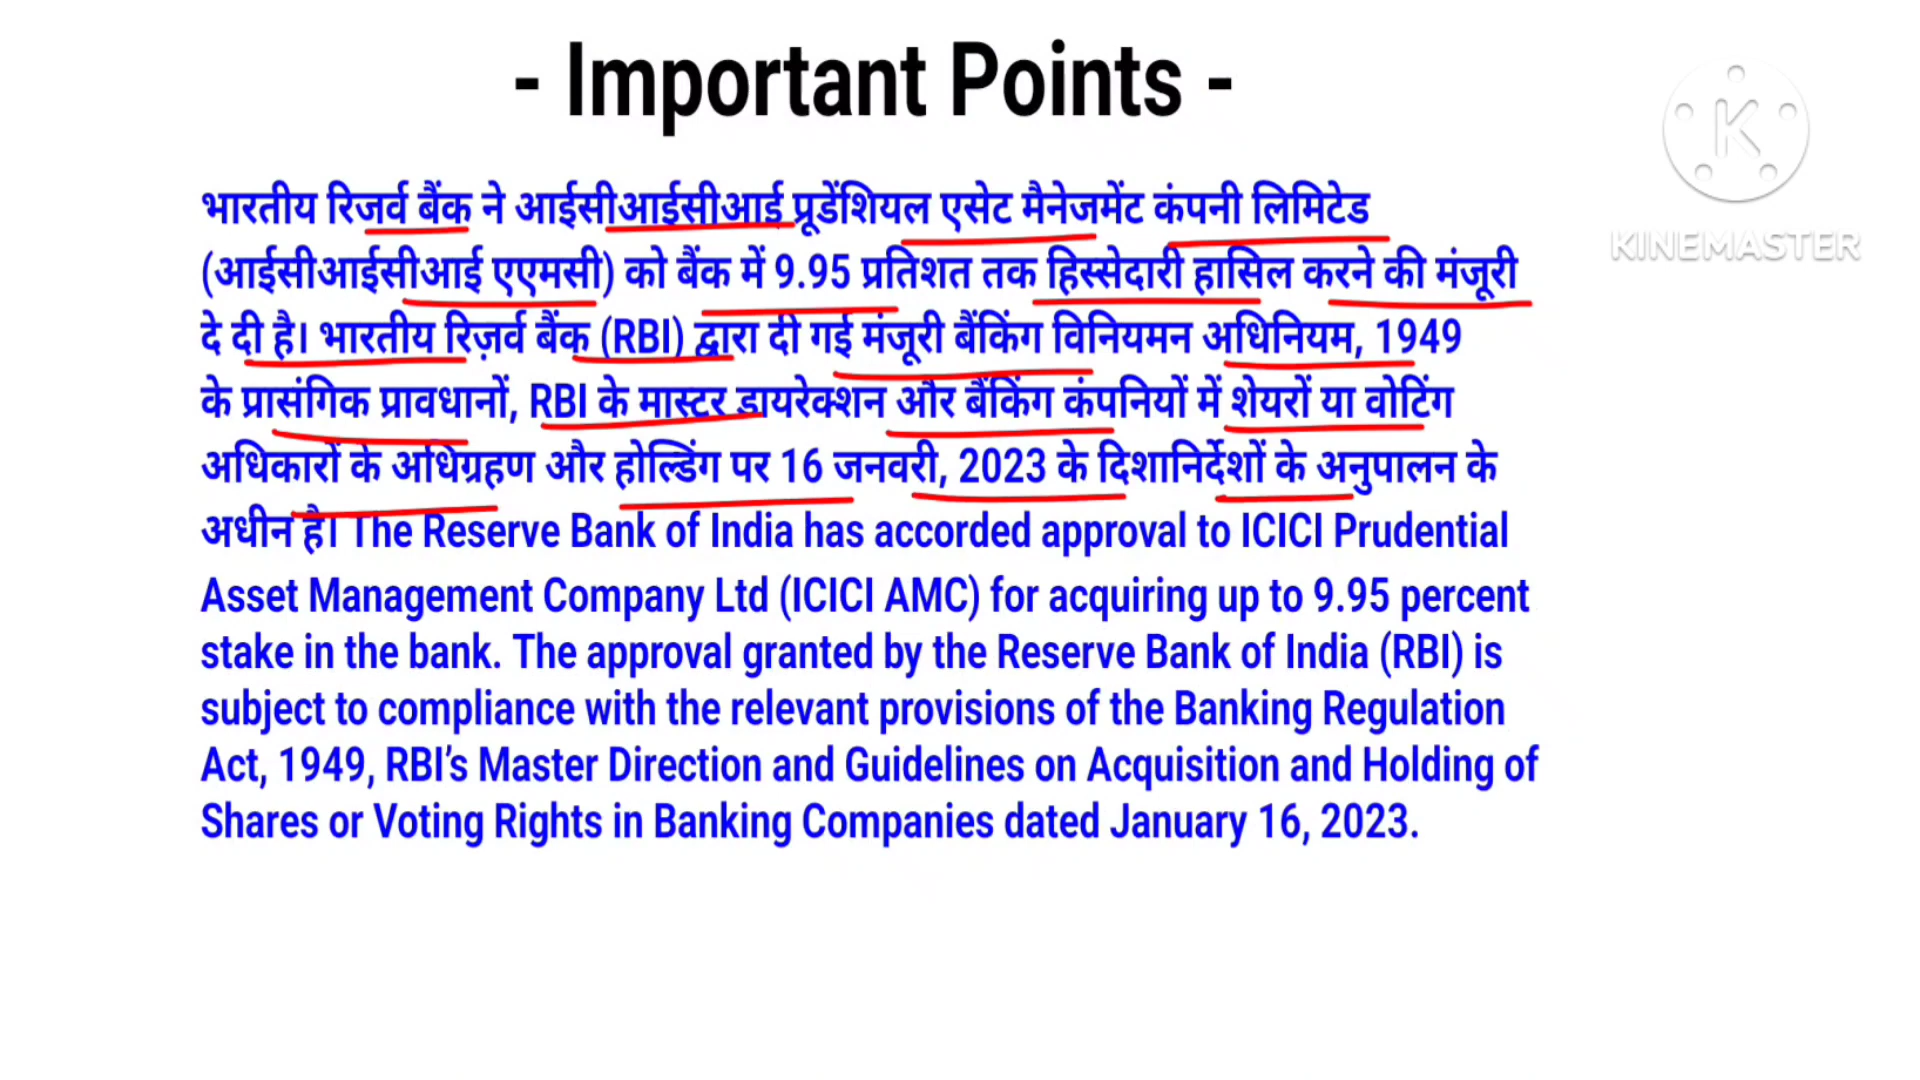 - Important Points -
K
KINEMASTER
भारतीय रिजर्व बैंक ने आईसीआईसीआई प्रूडेंशियल एसेट मैनेजमेंट कंपनी लिमिटेड
(आईसीआईसीआई एएमसी) को बैंक में 9.95 प्रतिशत तक हिस्सेदारी हासिल करने की मंजूरी
दे दी है। भारतीय रिज़र्व बैंक (RBI) द्वारा दी गई मंजूरी बैंकिंग विनियमन अधिनियम, 1949
के प्रासंगिक प्रावधानों, RBI के मास्टर डायरेक्शन और बैंकिंग कंपनियों में शेयरों या वोटिंग
अधिकारों के अधिग्रहण और होल्डिंग पर 16 जनवरी, 2023 के दिशानिर्देशों के अनुपालन के
अधीन है। The Reserve Bank of India has accorded approval to ICICI Prudential
Asset Management Company Ltd (ICICI AMC) for acquiring up to 9.95 percent
stake in the bank. The approval granted by the Reserve Bank of India (RBI) is
subject to compliance with the relevant provisions of the Banking Regulation
Act, 1949, RBI’s Master Direction and Guidelines on Acquisition and Holding of
Shares or Voting Rights in Banking Companies dated January 16, 2023.